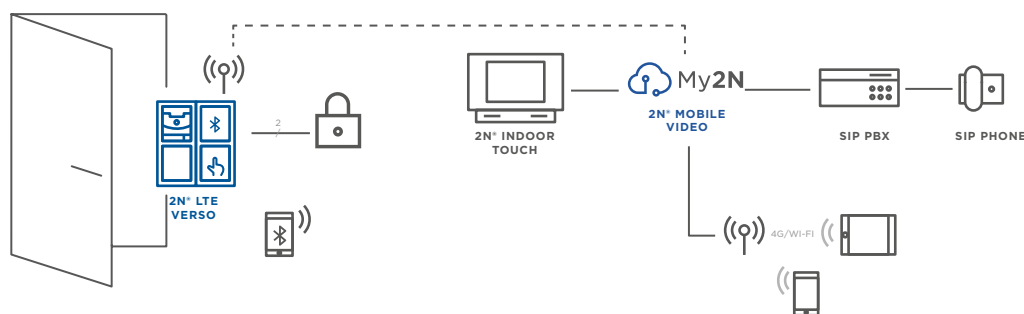 2
2N® LTE
VERSO
2N® INDOOR
TOUCH
My2N
2N® MOBILE
VIDEO
SIP PBX
SIP PHONE
4G/WI-FI